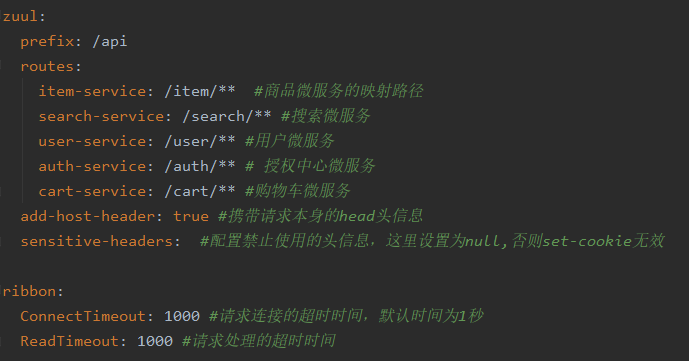 zuul:
  prefix: /api
  routes:
    item-service: /item/**  #商品微服务的映射路径
    search-service: /search/** #搜索微服务
    user-service: /user/** #用户微服务
    auth-service: /auth/** # 授权中心微服务
    cart-service: /cart/** #购物车微服务
  add-host-header: true #携带请求本身的head头信息
  sensitive-headers:  #配置禁止使用的头信息，这里设置为null,否则set-cookie无效
ribbon:
  ConnectTimeout: 1000 #请求连接的超时时间，默认时间为1秒
  ReadTimeout: 1000 #请求处理的超时时间